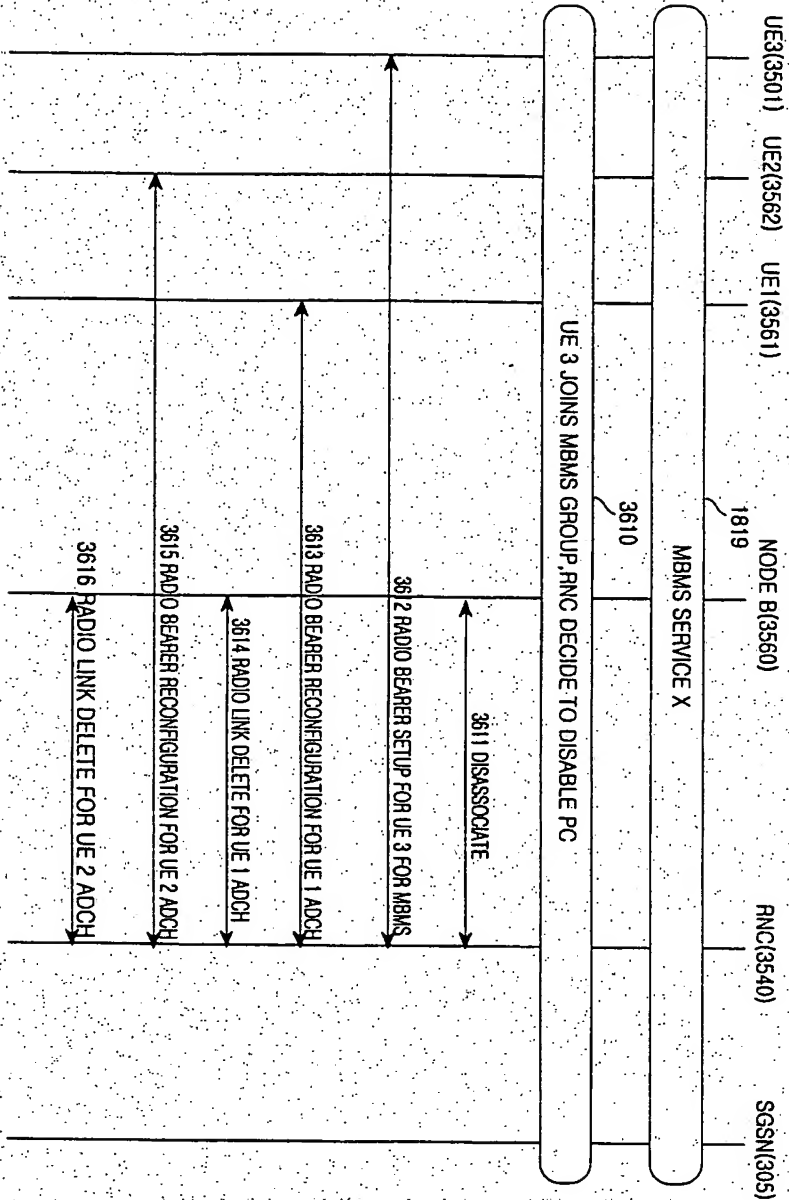 UE3(3501)
UE2(3562)
UE1(3561)
NODE B(3560)
RNC(3540)
SGSN(305)
1819
MBMS SERVICE X
3610
UE 3 JOINS MBMS GROUP,RNC DECIDE TO DISABLE PC
3611 DISASSOCIATE
3612 RADIO BEARER SETUP FOR UE 3 FOR MBMS
3613 RADIO BEARER RECONFIGURATION FOR UE 1 ADCH
3614 RADIO LINK DELETE FOR UE 1 ADCH
3615 RADIO BEARER RECONFIGURATION FOR UE 2 ADCH
3616 RADIO LINK DELETE FOR UE 2 ADCH